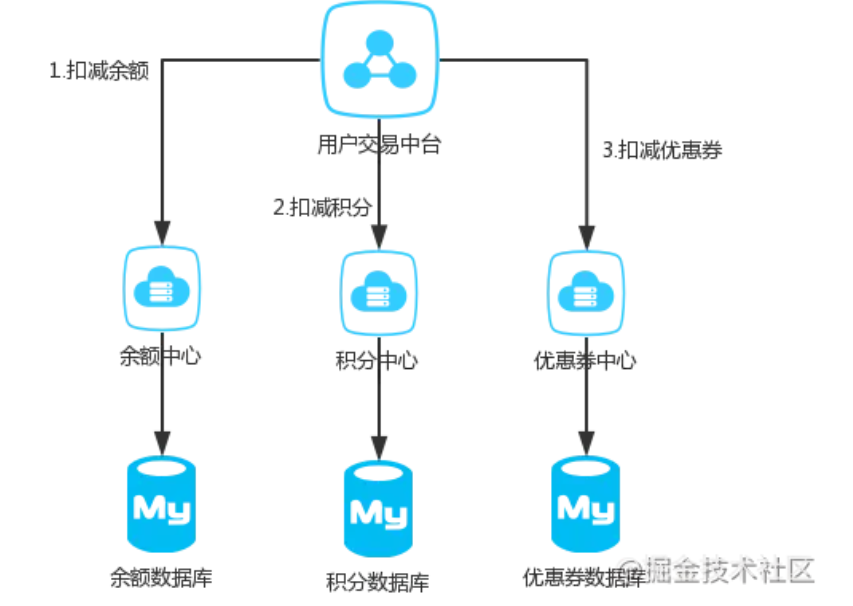 1.扣减余额
用户交易中台
3.扣减优惠券
2.扣减积分
余额中心
积分中心
优惠券中心
My
My
My
余额数据库
积分数据库
优惠券数据库
@掘金技术社区